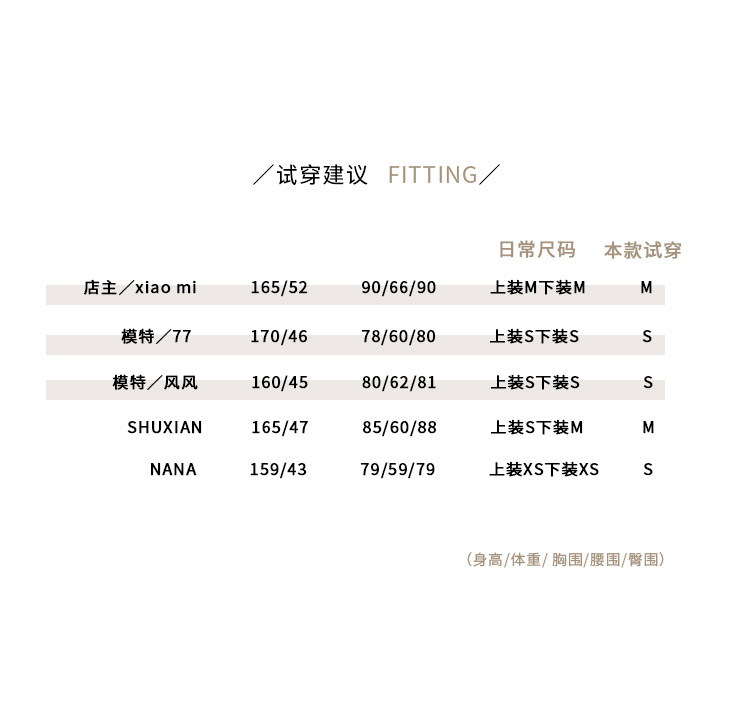 ／试穿建议 FITTING／
日常尺码 本款试穿
店主／xiao mi 165/52 90/66/90 上装M下装M M
模特／77 170/46 78/60/80 上装S下装S S
模特／风风 160/45 80/62/81 上装S下装S S
SHUXIAN 165/47 85/60/88 上装S下装M M
NANA 159/43 79/59/79 上装XS下装XS S
（身高/体重/ 胸围/腰围/臀围）